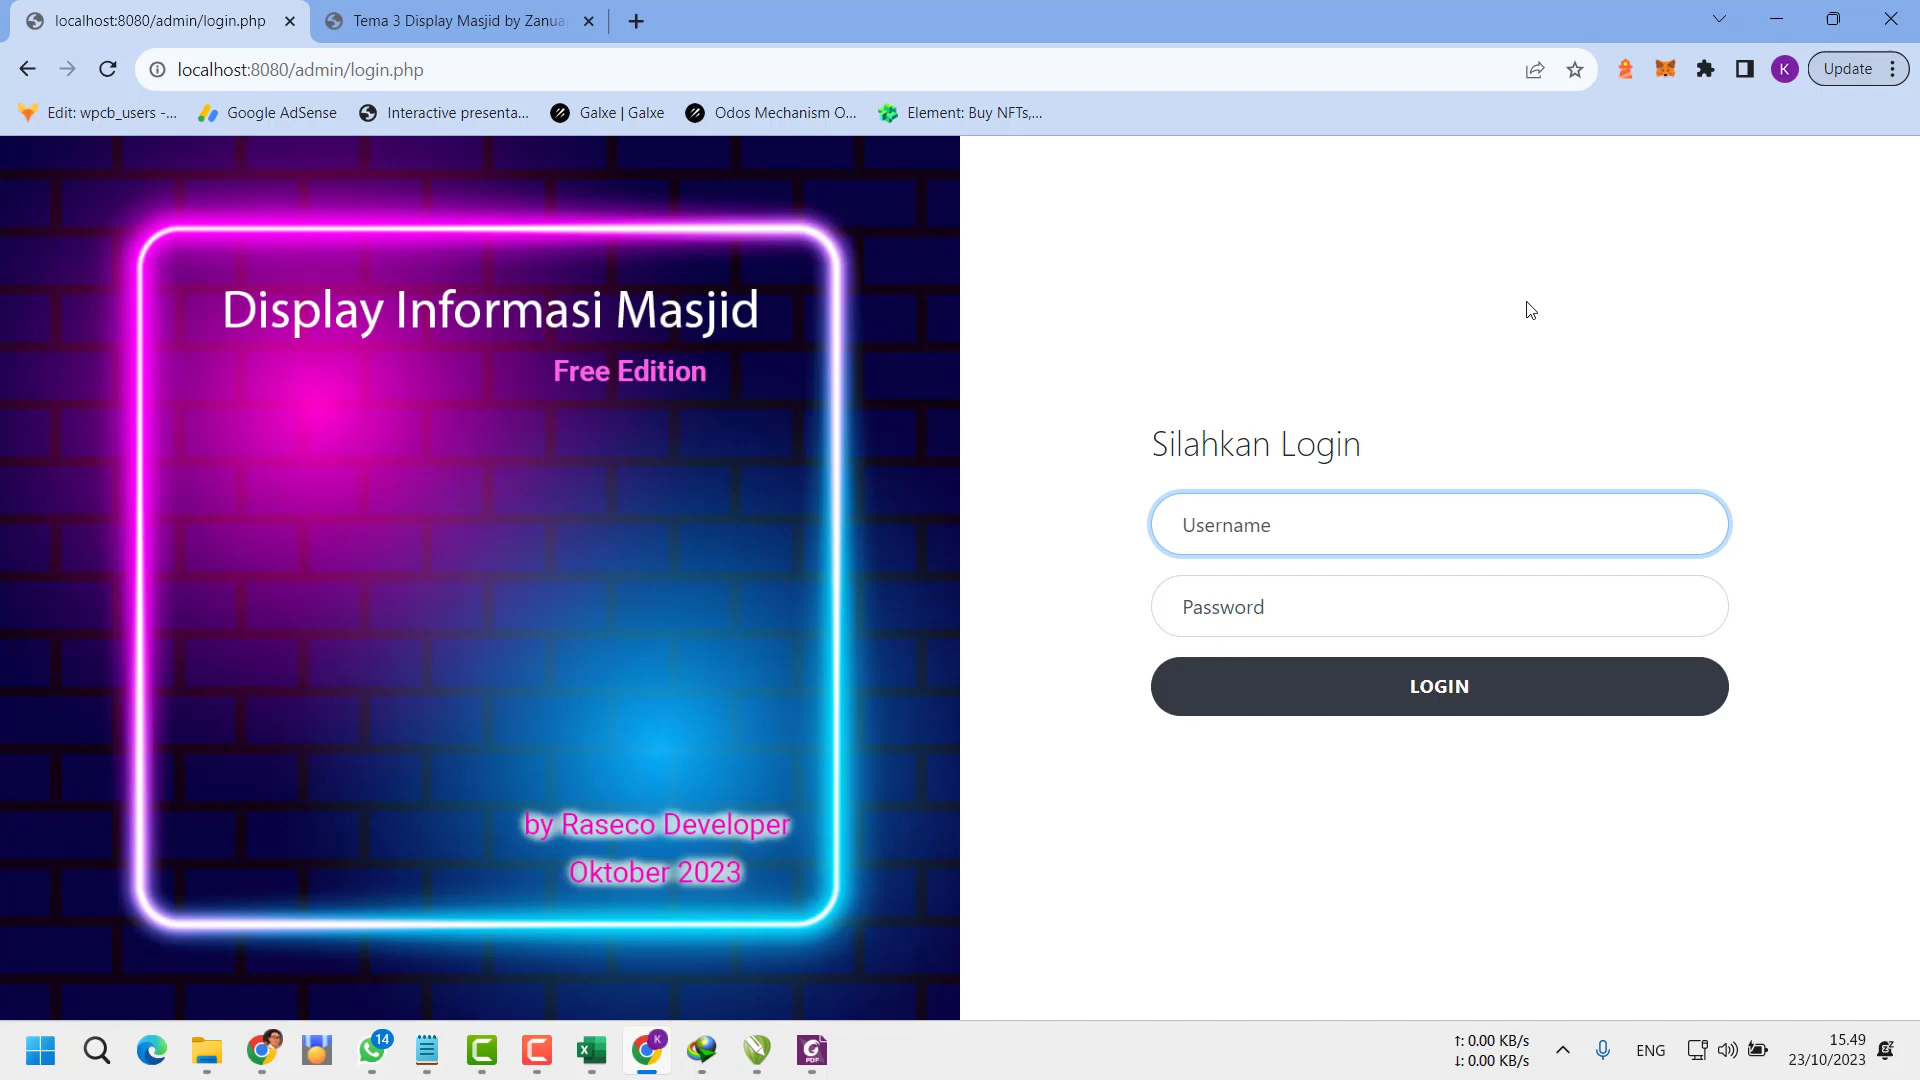 localhost:8080/admin/login.php
Tema 3 Display Masjid by Zanua
localhost:8080/admin/login.php
K
Update
Edit: wpcb_users -...
Google AdSense
Interactive presenta...
Galxe | Galxe
Odos Mechanism O...
Element: Buy NFTs,...
Display Informasi Masjid
Free Edition
by Raseco Developer
Oktober 2023
Silahkan Login
Username
Password
LOGIN
14
K
PDF
↑: 0.00 KB/s
↓: 0.00 KB/s
ENG
15.49
23/10/2023